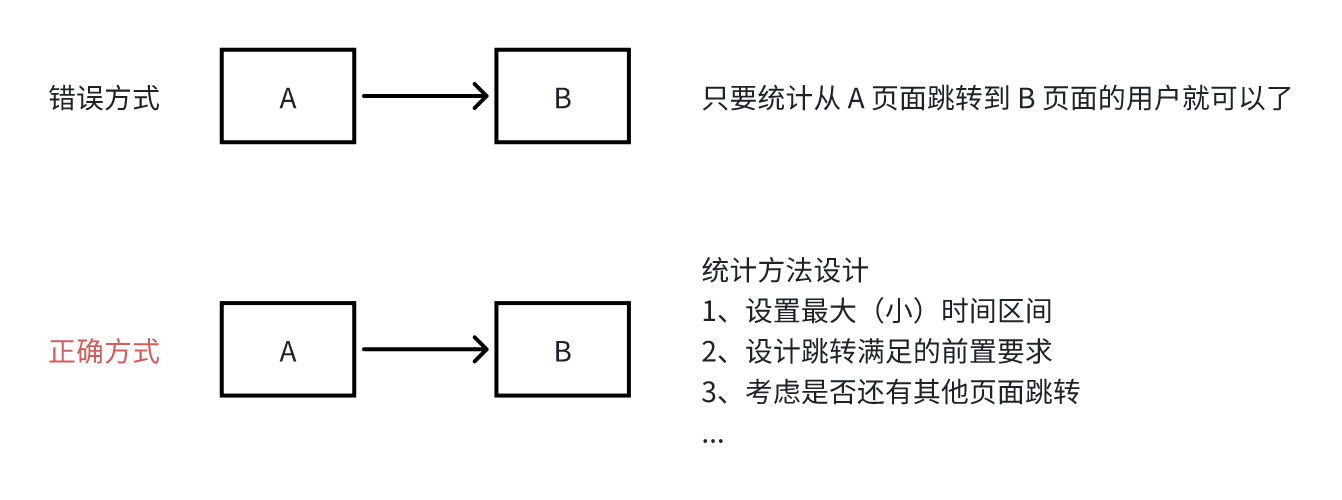 错误方式
A
B
只要统计从 A 页面跳转到 B 页面的用户就可以了
正确方式
A
B
统计方法设计
1、设置最大（小）时间区间
2、设计跳转满足的前置要求
3、考虑是否还有其他页面跳转
...